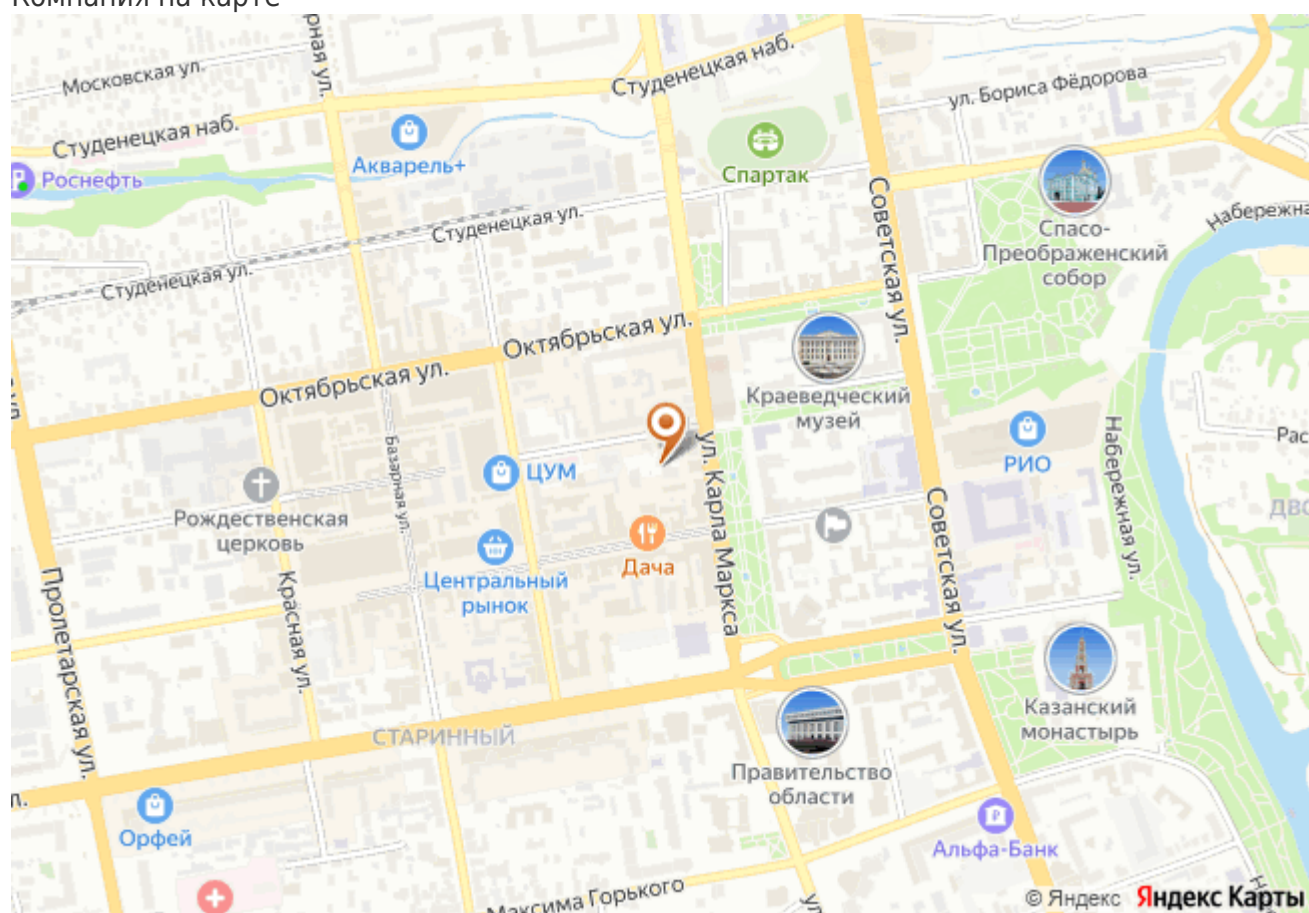 Компания на карте
Московская ул.
Студенецкая наб.
ул. Бориса Фёдорова
Студенецкая наб.
Акварель+
Роснефть
Спартак
Студенецкая ул.
Студенецкая ул.
Советская ул.
Спасо-
Преображенский
собор
Октябрьская ул.
Октябрьская ул.
Краеведческий
музей
Базарная ул.
ЦУМ
ул. Карла Маркса
РИО
Набережная ул.
Рождественская
церковь
Центральный
рынок
Дача
Советская ул.
Пролетарская ул.
Красная ул.
СТАРИННЫЙ
Казанский
монастырь
Правительство
области
Орфей
Альфа-Банк
Максима Горького
© Яндекс Яндекс Карты